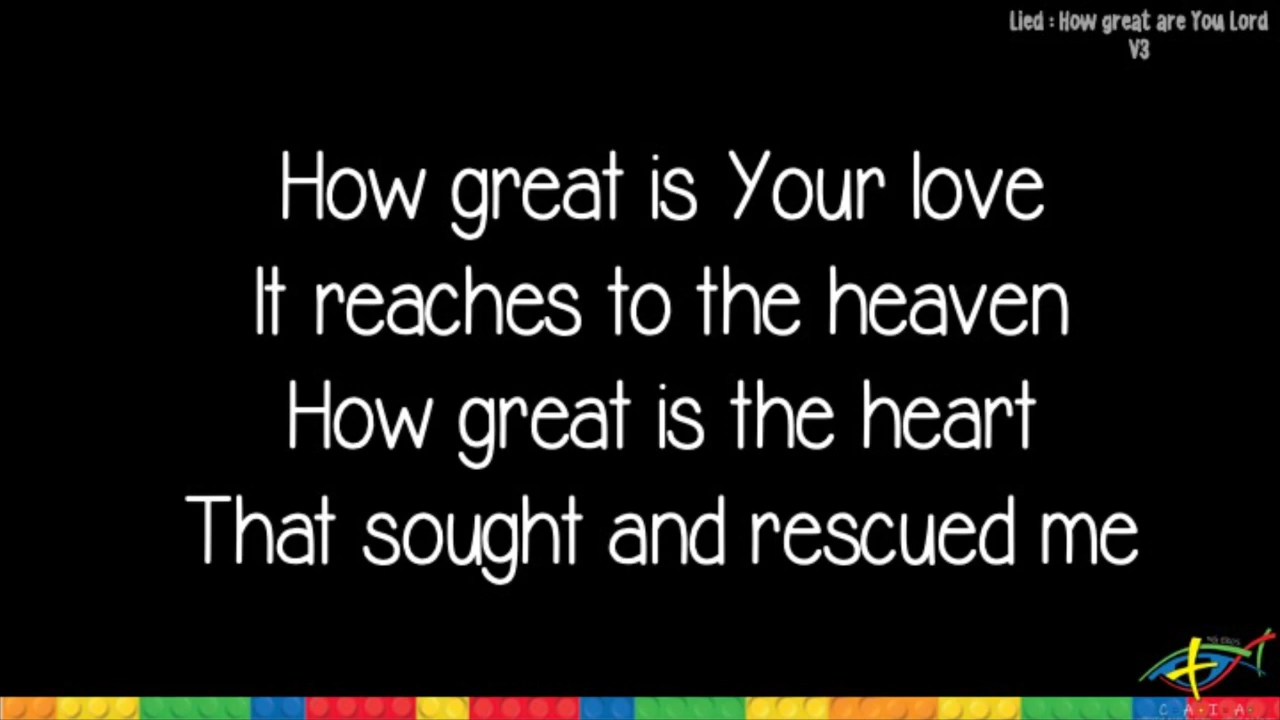 Lied : How great are You, Lord
V3
How great is Your love
It reaches to the heaven
How great is the heart
That sought and rescued me
C A · I A ·